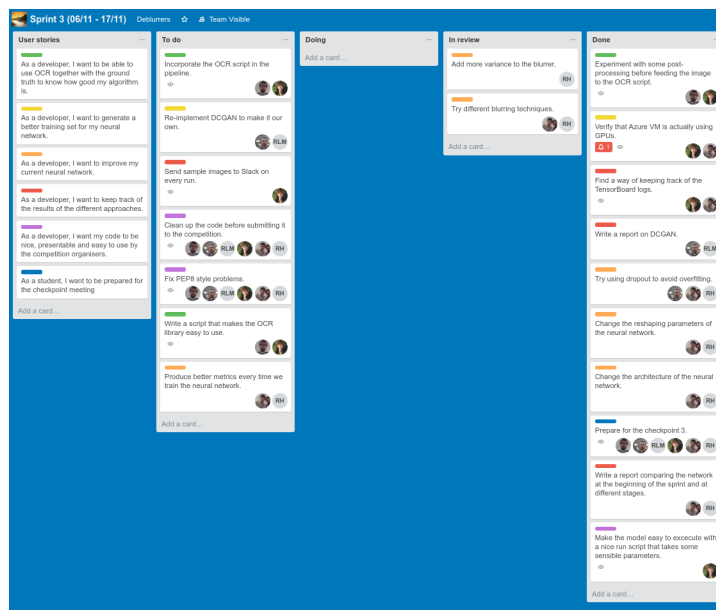 Sprint 3 (06/11 - 17/11) Deblurrers Team Visible
User stories
As a developer, I want to be able to
use OCR together with the ground
truth to know how good my algorithm
is.
As a developer, I want to generate a
better training set for my neural
network.
As a developer, I want to improve my
current neural network.
As a developer, I want to keep track of
the results of the different approaches.
As a developer, I want my code to be
nice, presentable and easy to use by
the competition organisers.
As a student, I want to be prepared for
the checkpoint meeting
Add a card...
To do
Incorporate the OCR script in the
pipeline.
Re-implement DCGAN to make it our
own.
RLM
Send sample images to Slack on
every run.
Clean up the code before submitting it
to the competition.
RLM RH
Fix PEP8 style problems.
RLM RH
Write a script that makes the OCR
library easy to use.
Produce better metrics every time we
train the neural network.
RH
Add a card...
Doing
Add a card...
In review
Add more variance to the blurrer.
RH
Try different blurring techniques.
RH
Add a card...
Done
Experiment with some post-
processing before feeding the image
to the OCR script.
Verify that Azure VM is actually using
GPUs.
1
Find a way of keeping track of the
TensorBoard logs.
Write a report on DCGAN.
RLM
Try using dropout to avoid overfitting.
RH
Change the reshaping parameters of
the neural network.
RH
Change the architecture of the neural
network.
RH
Prepare for the checkpoint 3.
RLM RH
Write a report comparing the network
at the beginning of the sprint and at
different stages.
RH
Make the model easy to excecute with
a nice run script that takes some
sensible parameters.
Add a card...